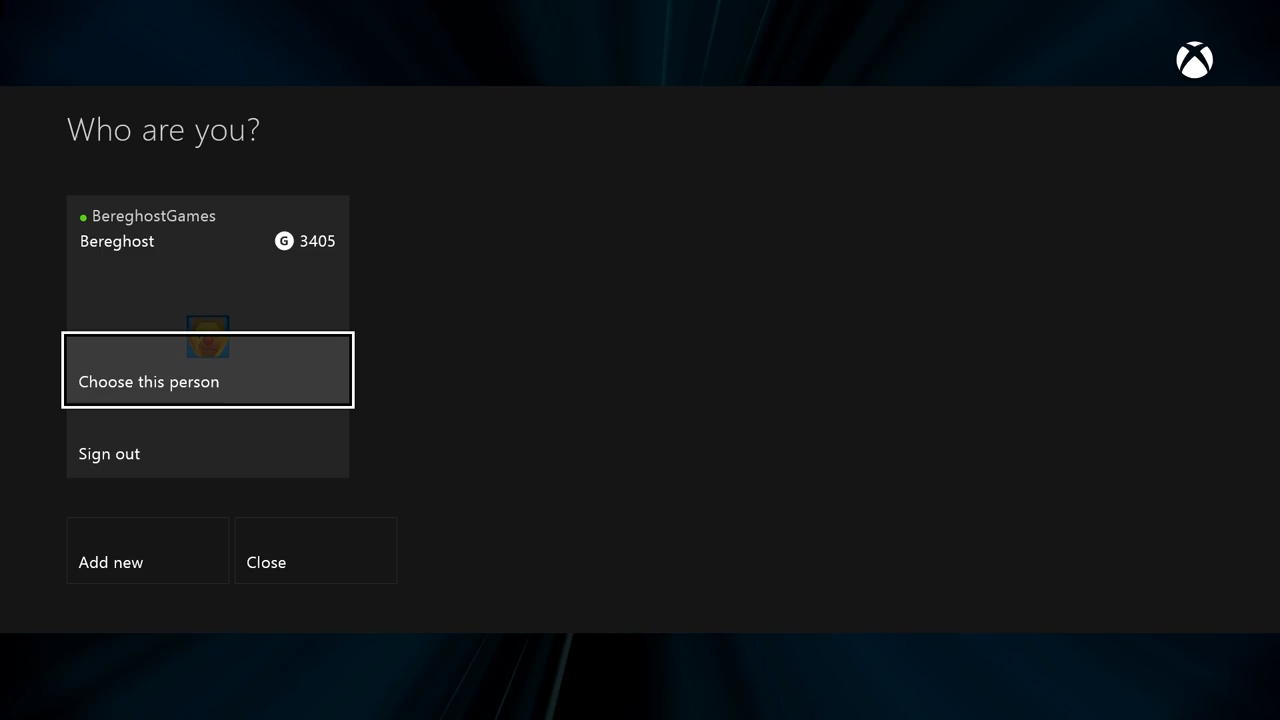 Who are you?
BereghostGames
Bereghost G 3405
Choose this person
Sign out
Add new Close